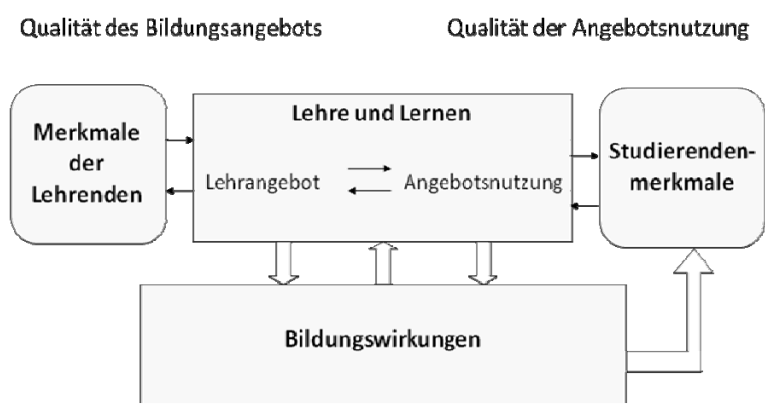 Qualität des Bildungsangebots
Qualität der Angebotsnutzung
Merkmale
der
Lehrenden
Lehre und Lernen
Lehrangebot
Angebotsnutzung
Studierenden-
merkmale
Bildungswirkungen